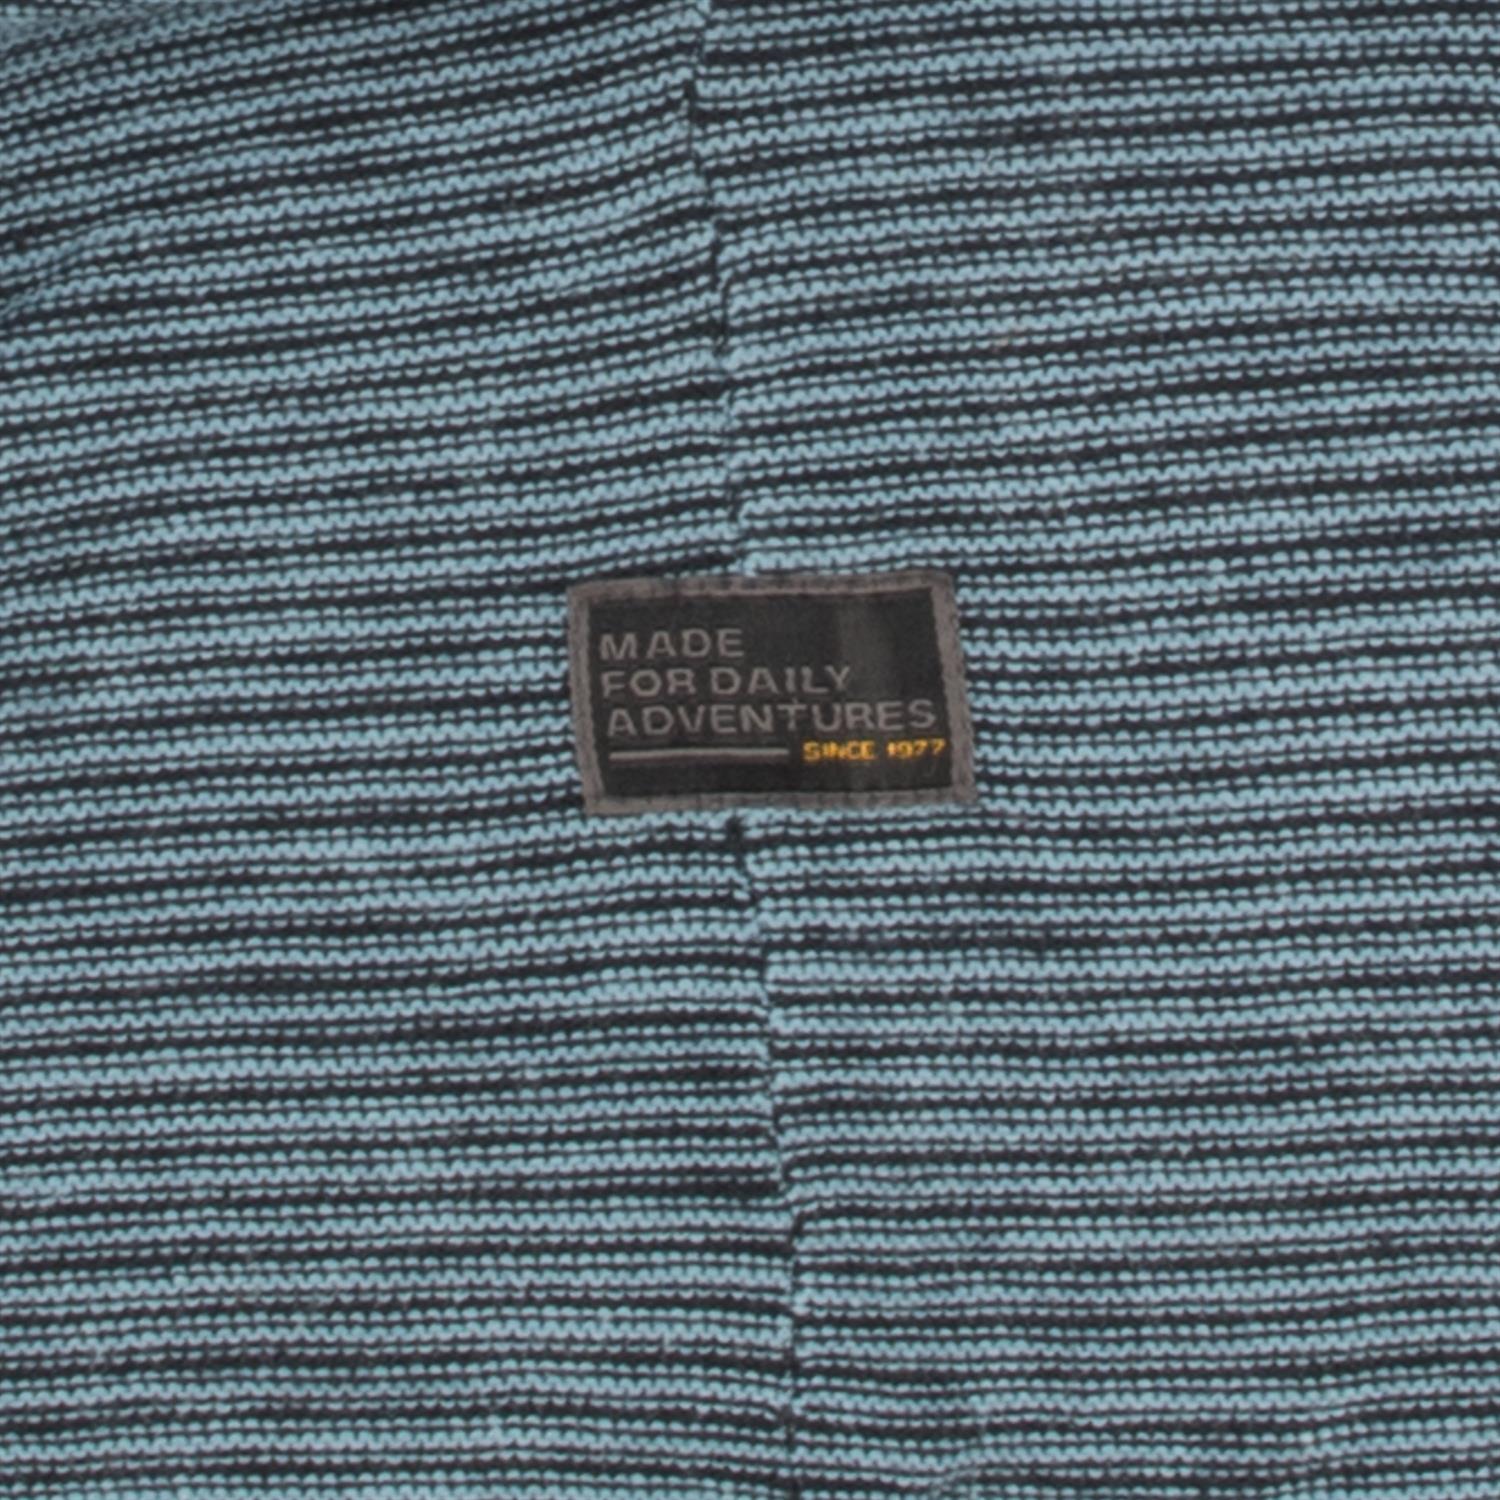 MADE
FOR DAILY
ADVENTURES
SINCE 1977